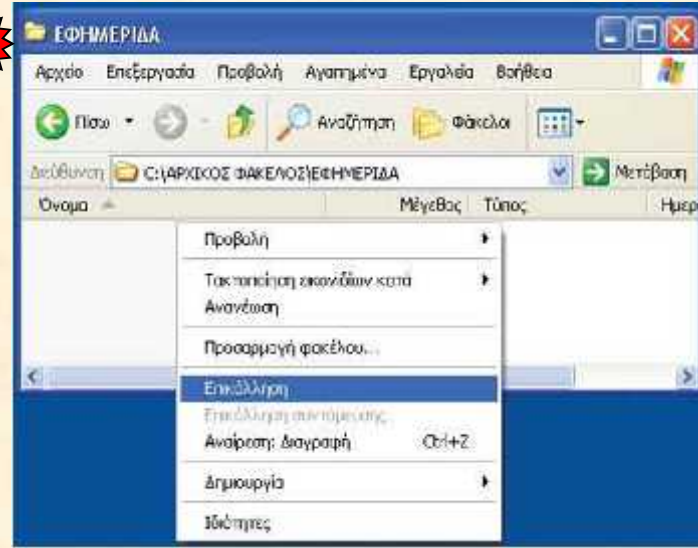 ΕΦΗΜΕΡΙΔΑ
Αρχείο Επεξεργασία Προβολή Αγαπημένα Εργαλεία Βοήθεια
Πίσω Αναζήτηση Φάκελοι
Διεύθυνση C:\ΑΡΧΙΚΟΣ ΦΑΚΕΛΟΣ\ΕΦΗΜΕΡΙΔΑ Μετάβαση
Όνομα Μέγεθος Τύπος Ημερ
Προβολή
Τακτοποίηση εικονιδίων κατά
Ανανέωση
Προσαρμογή φακέλου...
Επικόλληση
Επικόλληση συντόμευσης
Αναίρεση: Διαγραφή Ctrl+Z
Δημιουργία
Ιδιότητες